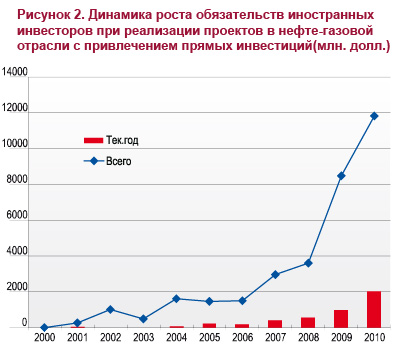 Рисунок 2. Динамика роста обязательств иностранных
инвесторов при реализации проектов в нефте-газовой
отрасли с привлечением прямых инвестиций(млн. долл.)
14000
12000
10000
8000
6000
4000
2000
0
Тек.год
Всего
2000 2001 2002 2003 2004 2005 2006 2007 2008 2009 2010